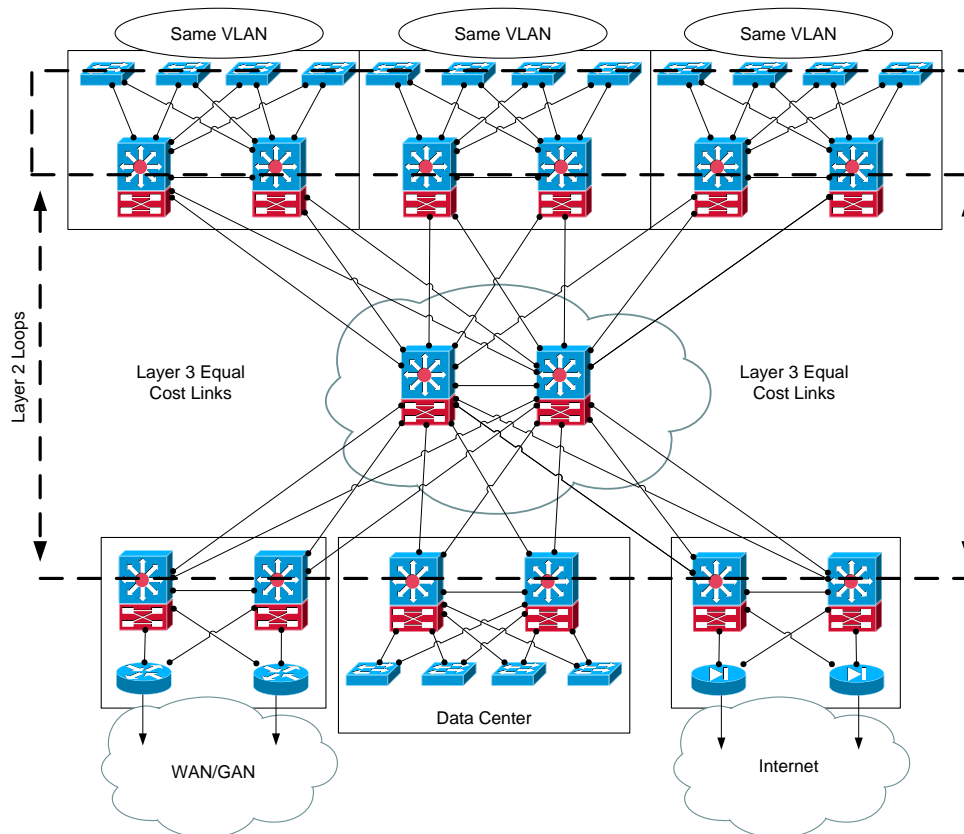 Same VLAN
Same VLAN
Same VLAN
Layer 2 Loops
Layer 3 Equal
Cost Links
Layer 3 Equal
Cost Links
Data Center
WAN/GAN
Internet